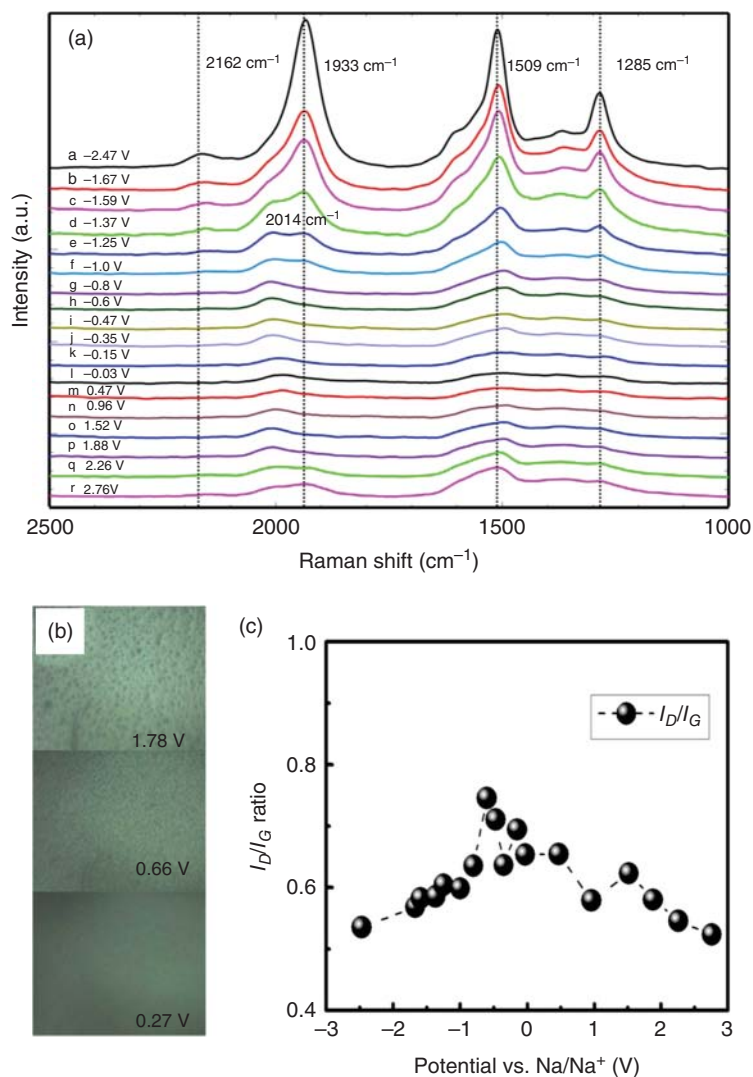 (a)
2162 cm⁻¹
1933 cm⁻¹
1509 cm⁻¹
1285 cm⁻¹
a −2.47 V
b −1.67 V
c −1.59 V
d −1.37 V
2014 cm⁻¹
e −1.25 V
f −1.0 V
g −0.8 V
h −0.6 V
i −0.47 V
j −0.35 V
k −0.15 V
l −0.03 V
m 0.47 V
n 0.96 V
o 1.52 V
p 1.88 V
q 2.26 V
r 2.76V
Intensity (a.u.)
2500 2000 1500 1000
Raman shift (cm⁻¹)
(b)
1.78 V
0.66 V
0.27 V
(c)
1.0
0.8
0.6
0.4
I_D/I_G
I_D/I_G ratio
−3 −2 −1 0 1 2 3
Potential vs. Na/Na⁺ (V)